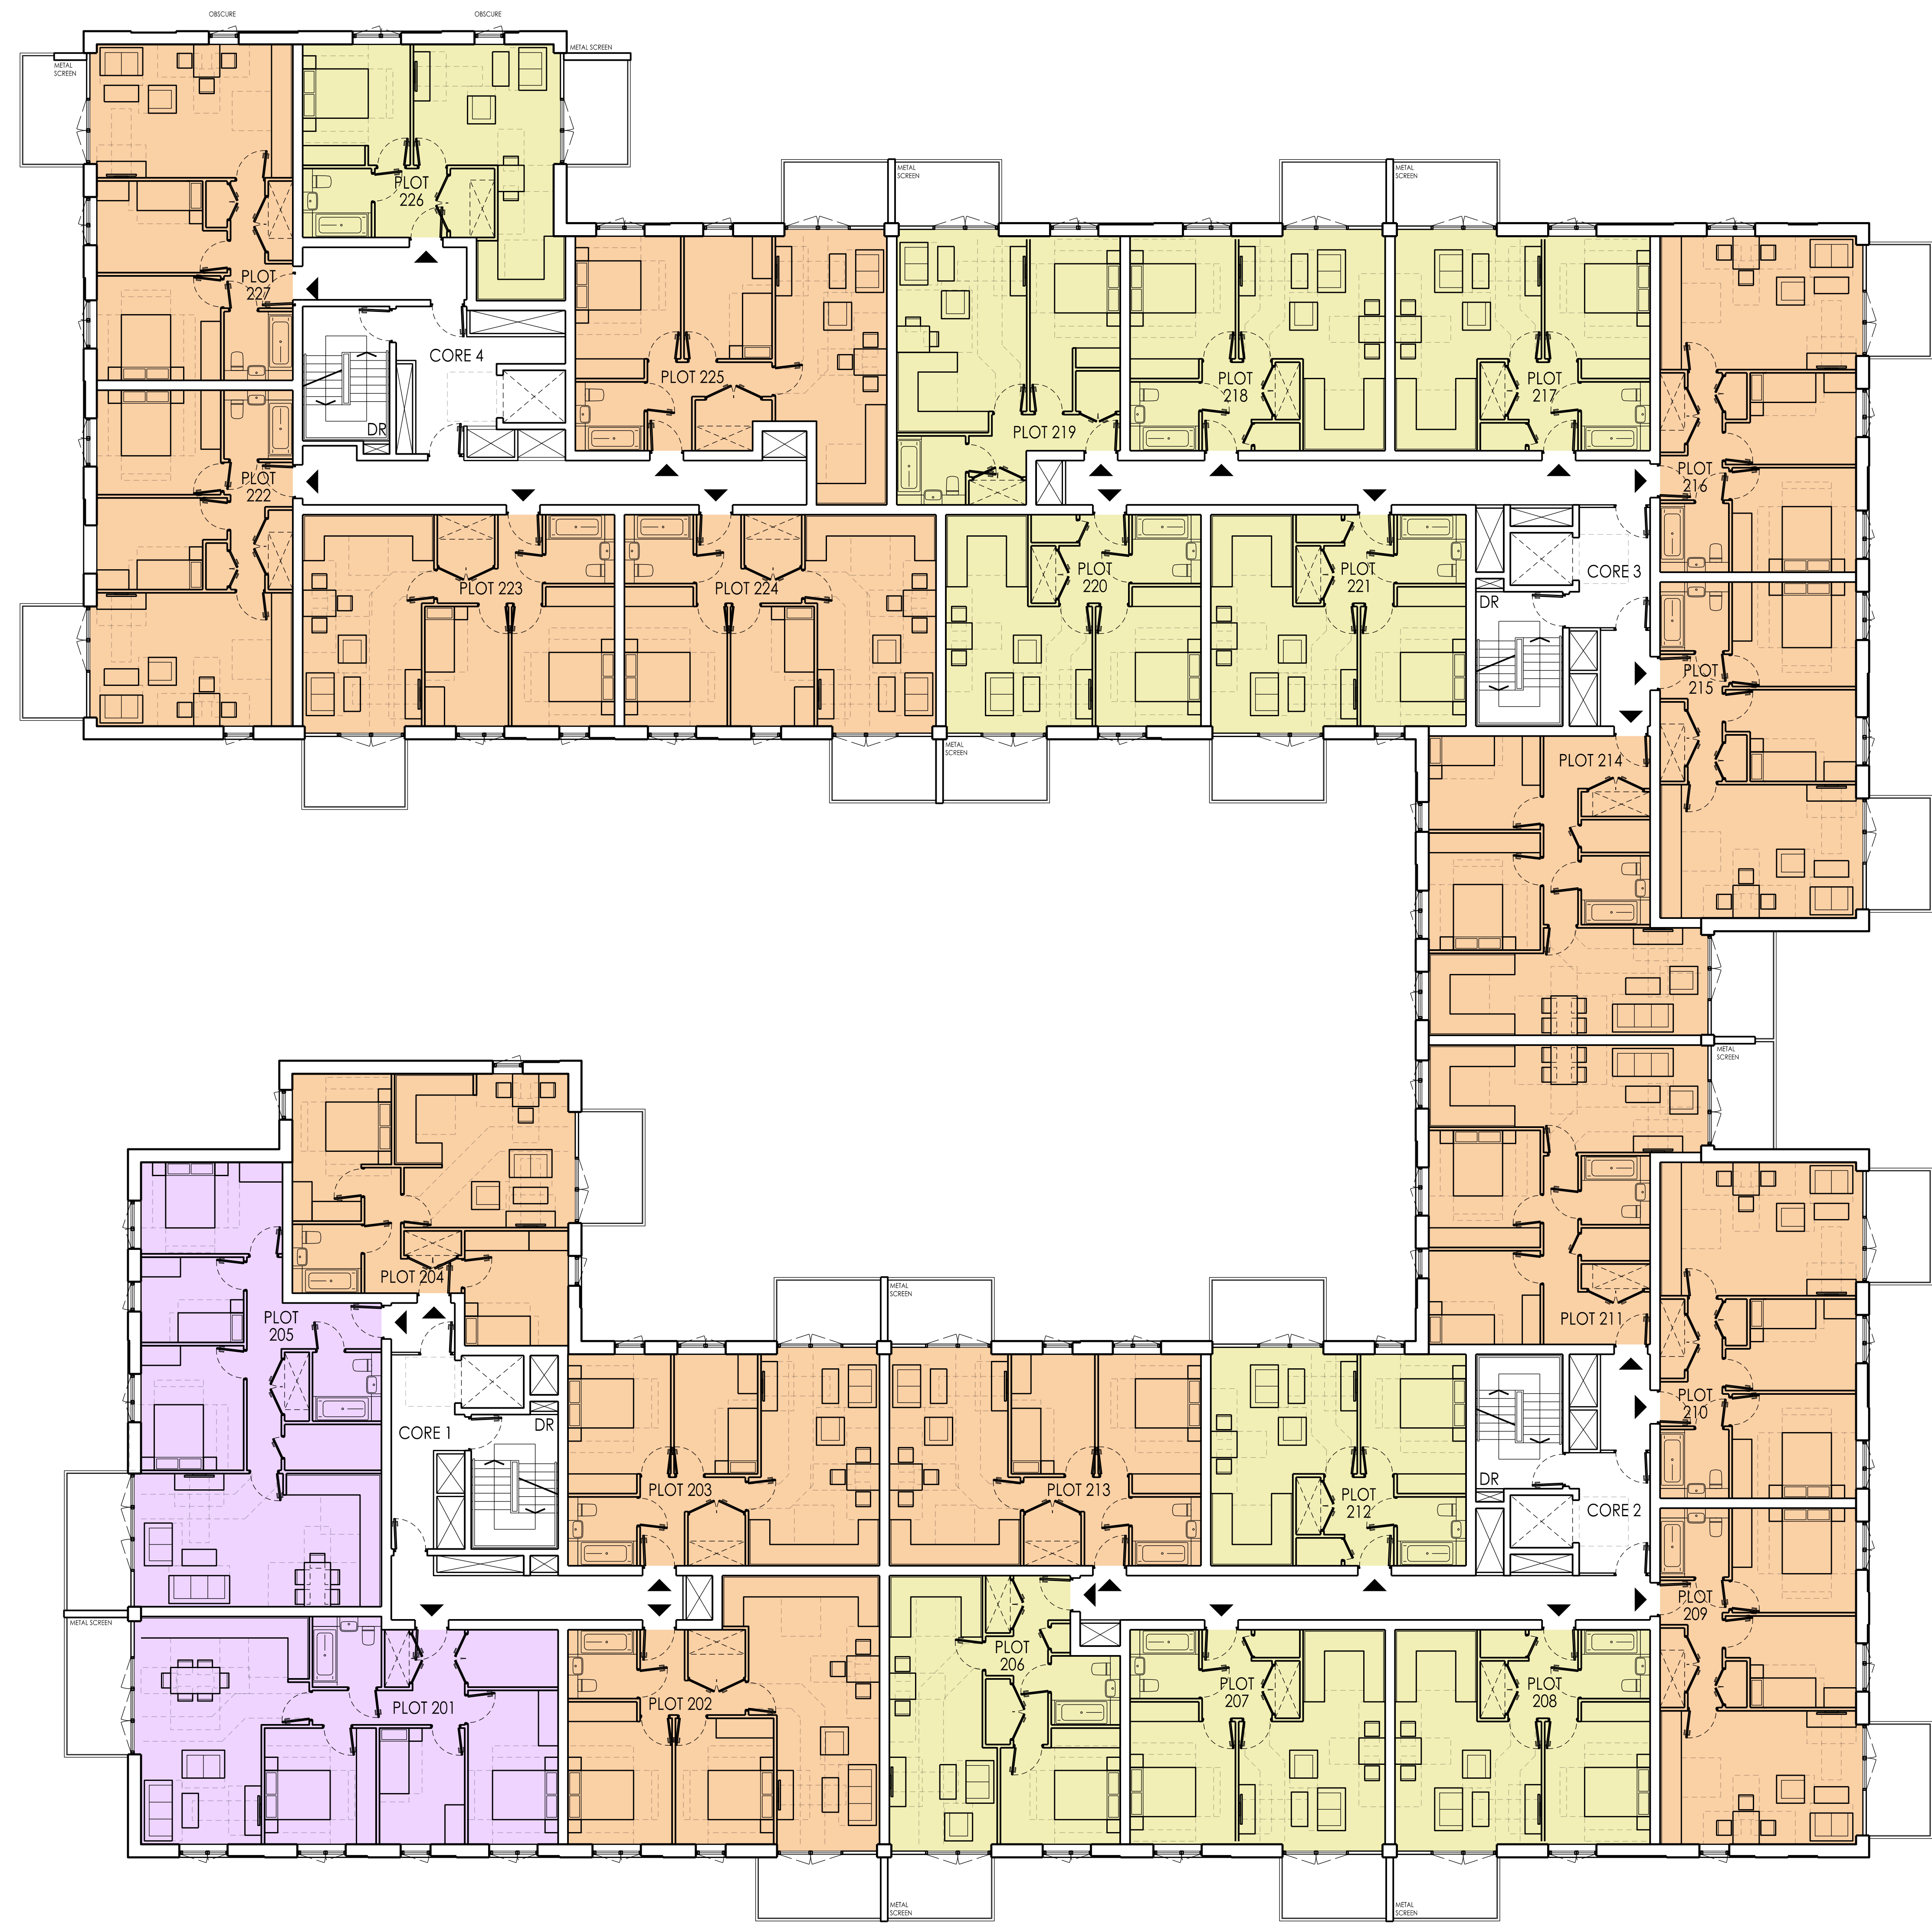 OBSCURE
OBSCURE
METAL SCREEN
METAL
SCREEN
PLOT
226
METAL
SCREEN
METAL
SCREEN
PLOT
227
CORE 4
PLOT 225
PLOT
218
PLOT
217
DR
PLOT 219
PLOT
222
PLOT
216
PLOT 223
PLOT 224
PLOT
220
PLOT
221
CORE 3
DR
PLOT
215
METAL
SCREEN
PLOT 214
METAL
SCREEN
PLOT 204
METAL
SCREEN
PLOT
205
PLOT 211
PLOT
210
CORE 1
DR
PLOT 203
PLOT 213
PLOT
212
DR
CORE 2
METAL SCREEN
PLOT
209
PLOT
206
PLOT 201
PLOT 202
PLOT
207
PLOT
208
METAL
SCREEN
METAL
SCREEN